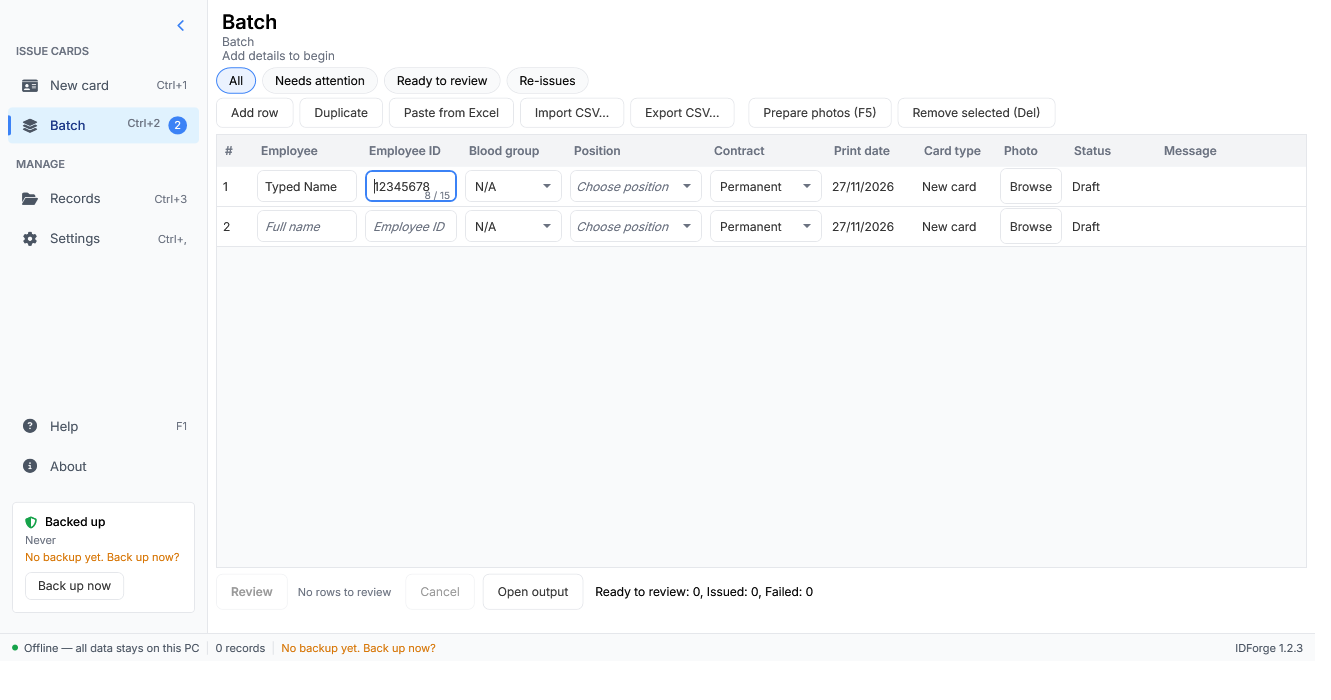 ISSUE CARDS
New card Ctrl+1
Batch Ctrl+2 2
MANAGE
Records Ctrl+3
Settings Ctrl+,
Help F1
About
Backed up
Never
No backup yet. Back up now?
Back up now
Batch
Batch
Add details to begin
All Needs attention Ready to review Re-issues
Add row Duplicate Paste from Excel Import CSV... Export CSV... Prepare photos (F5) Remove selected (Del)
# Employee Employee ID Blood group Position Contract Print date Card type Photo Status Message
1 Typed Name 12345678 8 / 15 N/A Choose position Permanent 27/11/2026 New card Browse Draft
2 Full name Employee ID N/A Choose position Permanent 27/11/2026 New card Browse Draft
Review No rows to review Cancel Open output Ready to review: 0, Issued: 0, Failed: 0
Offline — all data stays on this PC 0 records No backup yet. Back up now? IDForge 1.2.3